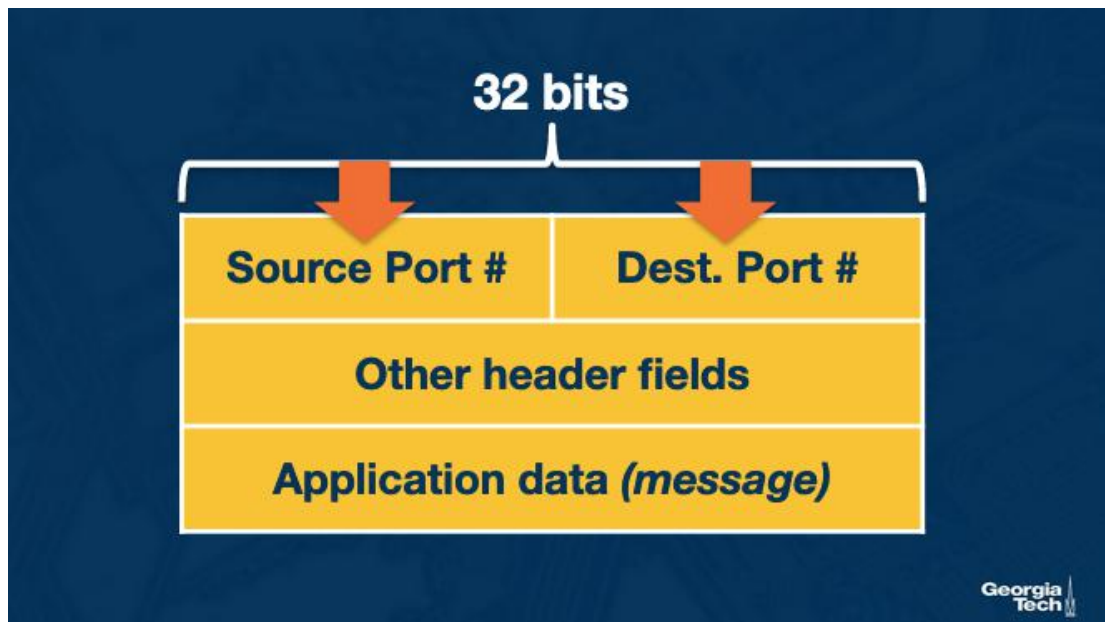 32 bits
Source Port # Dest. Port #
Other header fields
Application data (message)
Georgia
Tech